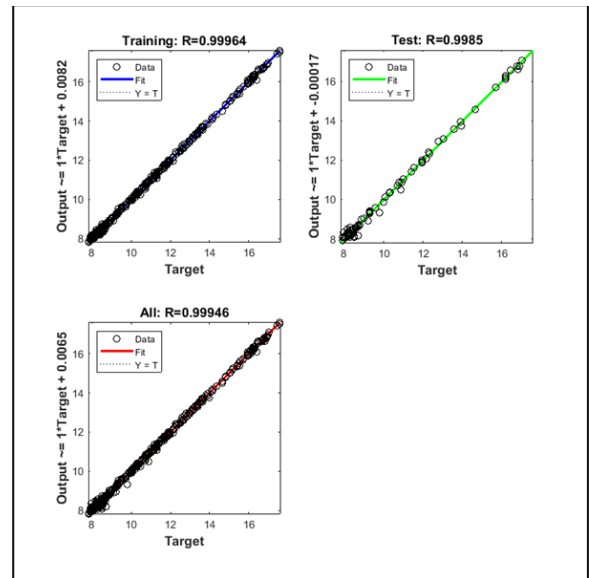 Training: R=0.99964
Data
Fit
Y = T
Output ~= 1*Target + 0.0082
16
14
12
10
8
8
10
12
14
16
Target
Test: R=0.9985
Data
Fit
Y = T
Output ~= 1*Target + -0.00017
16
14
12
10
8
8
10
12
14
16
Target
All: R=0.99946
Data
Fit
Y = T
Output ~= 1*Target + 0.0065
16
14
12
10
8
8
10
12
14
16
Target